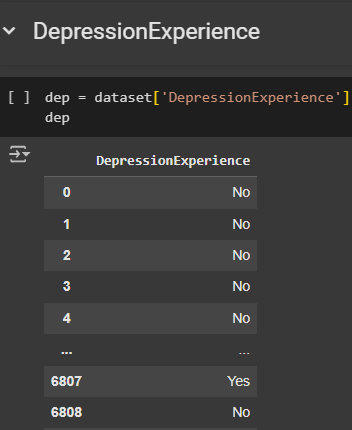 DepressionExperience
[ ] dep = dataset['DepressionExperience']
dep
DepressionExperience
0 No
1 No
2 No
3 No
4 No
... ...
6807 Yes
6808 No